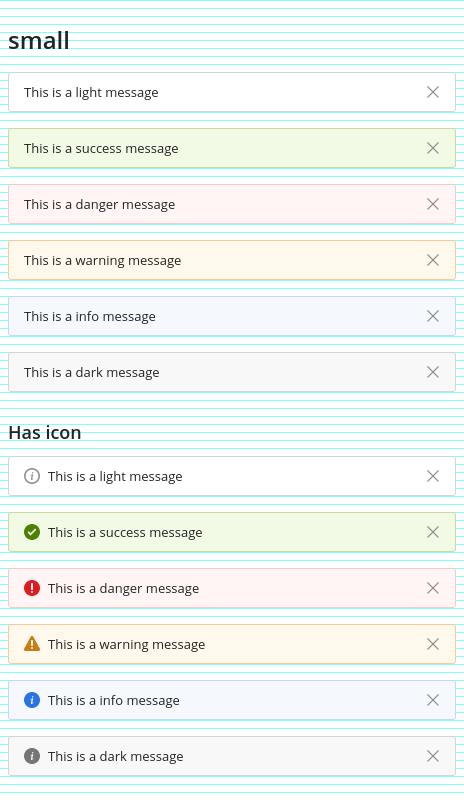 small
This is a light message
This is a success message
This is a danger message
This is a warning message
This is a info message
This is a dark message
Has icon
This is a light message
This is a success message
This is a danger message
This is a warning message
This is a info message
This is a dark message